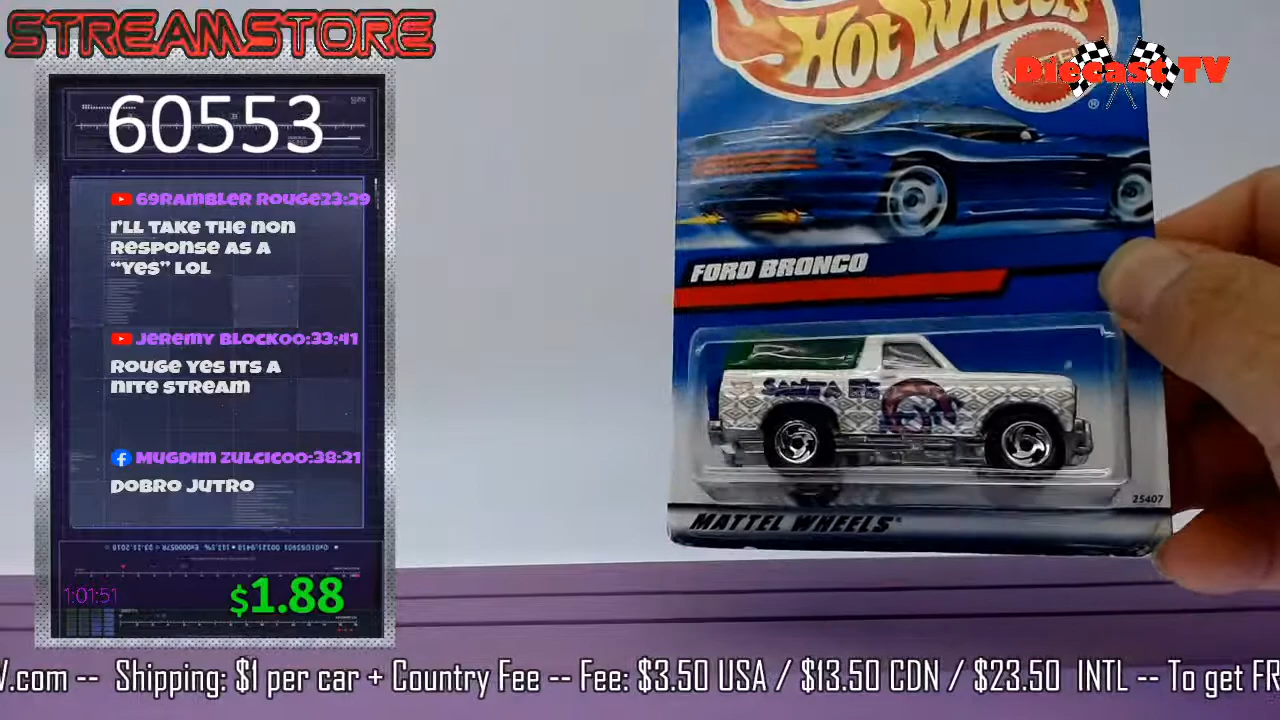 STREAMSTORE
60553
69Rambler Rouge23:29
I'll take the non
response as a
"yes" LOL
Jeremy Block00:33:41
Rouge yes its a
nite stream
Mugdim Zulcic00:38:21
Dobro jutro
1:01:51
$1.88
HOT WHEELS
MATTEL
®
Diecast TV
FORD BRONCO
SANTA FE
25407
MATTEL WHEELS
V.com -- Shipping: $1 per car + Country Fee -- Fee: $3.50 USA / $13.50 CDN / $23.50 INTL -- To get FR